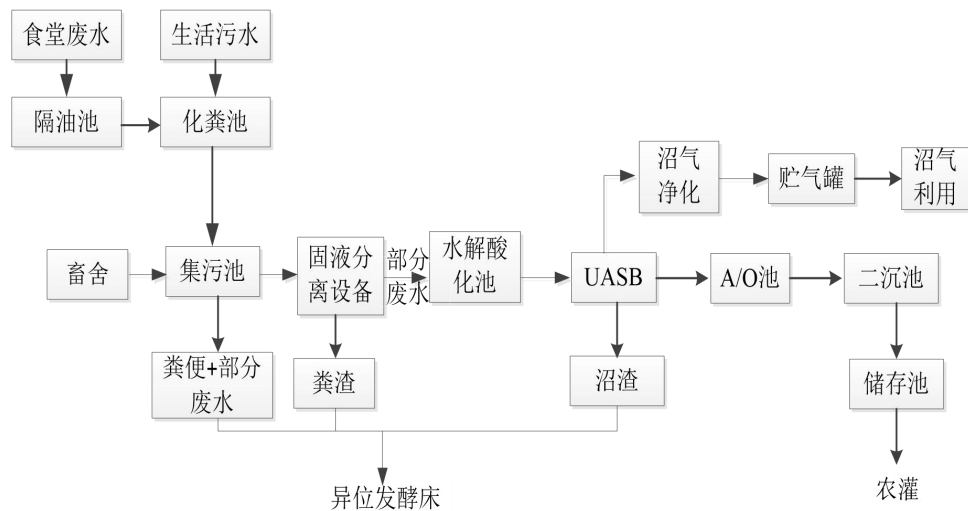 食堂废水
生活污水
隔油池
化粪池
沼气
净化
贮气罐
沼气
利用
畜舍
集污池
固液分
离设备
部分
废水
水解酸
化池
UASB
A/O池
二沉池
粪便+部分
废水
粪渣
沼渣
储存池
异位发酵床
农灌